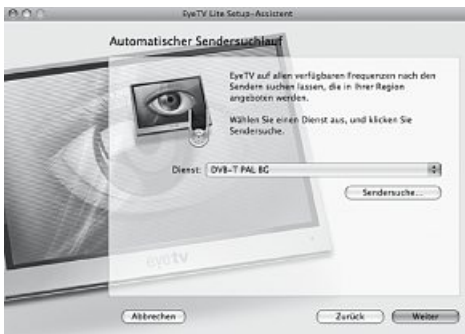 EyeTV Lite Setup-Assistent
Automatischer Sendersuchlauf
EyeTV auf allen verfügbaren Frequenzen nach den
Sendern suchen lassen, die in Ihrer Region
angeboten werden.
Wählen Sie einen Dienst aus, und klicken Sie
Sendersuche.
Dienst: DVB-T PAL BG
Sendersuche...
eyetv
Abbrechen Zurück Weiter